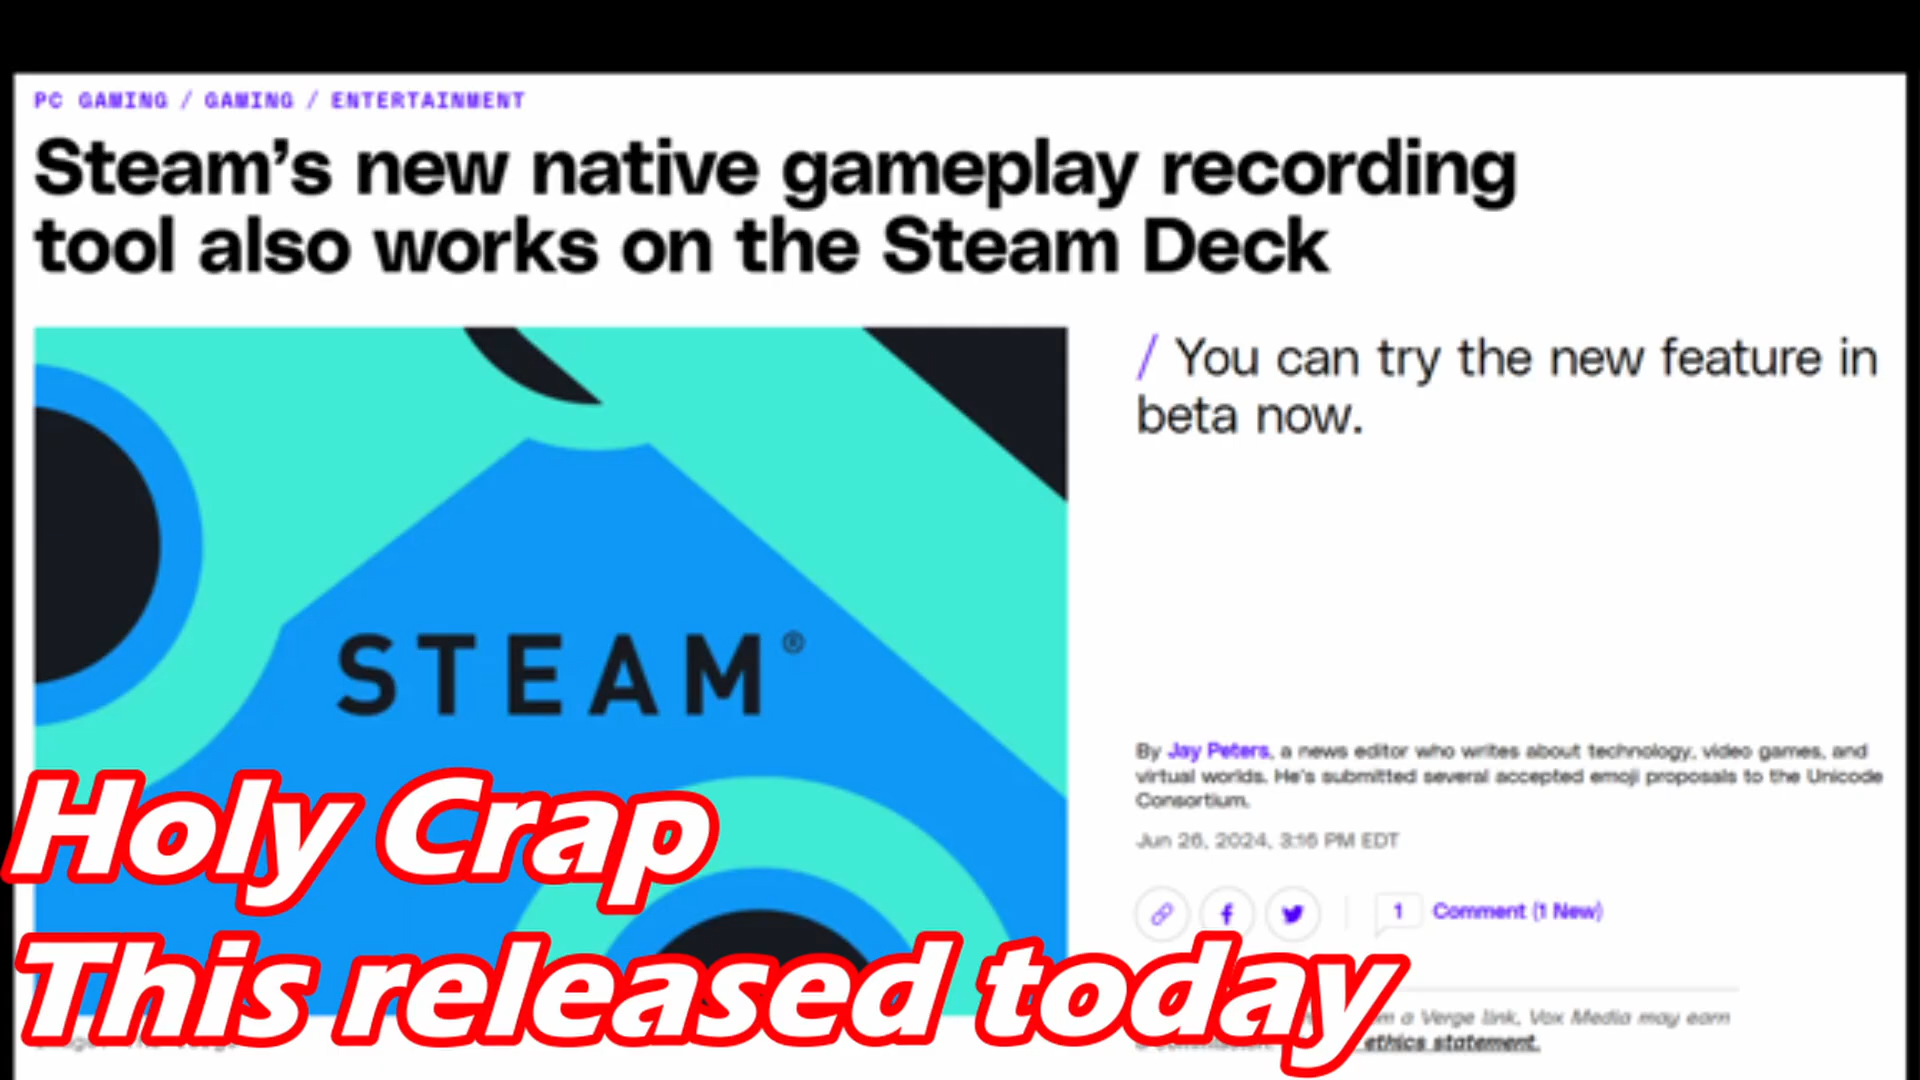 PC GAMING / GAMING / ENTERTAINMENT
Steam’s new native gameplay recording
tool also works on the Steam Deck
/ You can try the new feature in
beta now.
STEAM®
By Jay Peters, a news editor who writes about technology, video games, and
virtual worlds. He’s submitted several accepted emoji proposals to the Unicode
Consortium.
Jun 26, 2024, 3:16 PM EDT
1 Comment (1 New)
Holy Crap
This released today
a Verge link, Vox Media may earn
ethics statement.